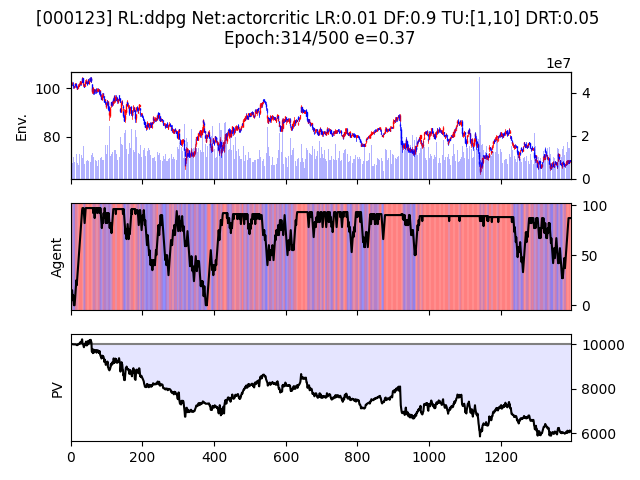 [000123] RL:ddpg Net:actorcritic LR:0.01 DF:0.9 TU:[1,10] DRT:0.05
Epoch:314/500 e=0.37
1e7
Env.
100
80
4
2
0
Agent
100
50
0
PV
10000
8000
6000
0 200 400 600 800 1000 1200